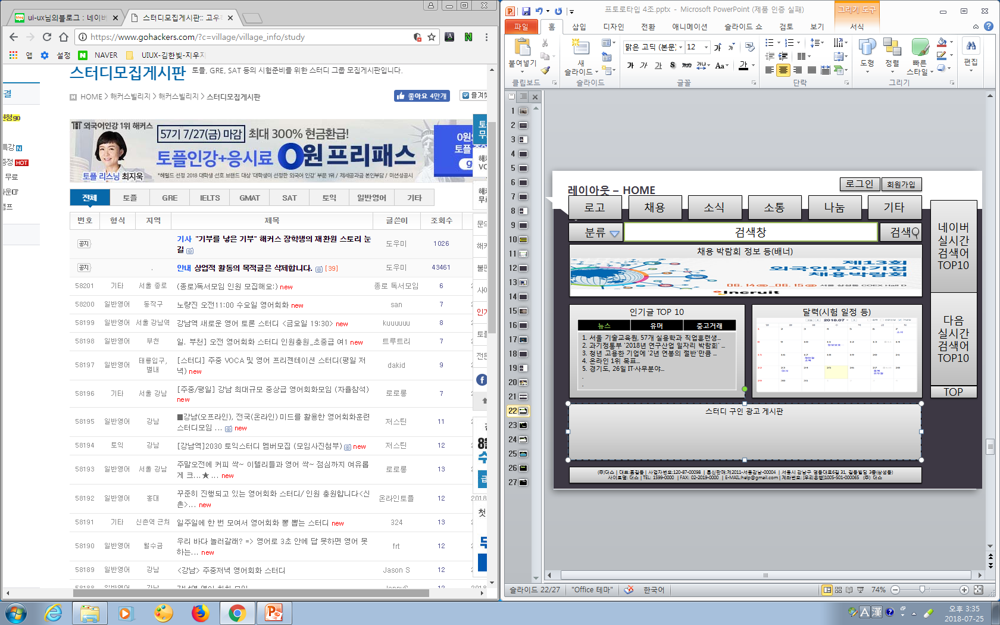 ui-ux님의블로그 : 네이버
스터디모집게시판:: 고우
https://www.gohackers.com/?c=village/village_info/study
앱 설정 NAVER UIUX-김한빛-지우지
스터디모집게시판 토플, GRE, SAT 등의 시험준비를 위한 스터디 그룹 모집게시판입니다.
HOME > 해커스빌리지 > 해커스빌리지 > 스터디모집게시판
좋아요 4만개
즐겨찾
결
신청go
특강 N
증정 HOT
무료
외국어인강 1위 해커스
57기 7/27(금) 마감 최대 300% 현금환급!
토플인강+응시료 0원 프리패스
토플 리스닝 최지욱
*헤럴드 선정 2018 대학생 선호 브랜드 대상 '대학생이 선정한 외국어 인강' 부문 1위 / 제세공과금 본인부담 / 미션성공시
전체 토플 GRE IELTS GMAT SAT 토익 일반영어 기타
번호 형식 지역 제목 글쓴이 조회수
공지 기사 "기부를 낳은 기부" 해커스 장학생의 재환원 스토리 눈길 도우미 1026
공지 . 안내 상업적 활동의 목적글은 삭제합니다. [39] 도우미 43461
58201 기타 서울 종로 (종로)독서모임 인원 모집해요:) new 종로 독서모임 6
58200 일반영어 동작구 노량진 오전11:00 수요일 영어회화 new san 7
58199 일반영어 서울 강남역 강남역 새로운 영어 토론 스터디 <금요일 19:30> new kuuuuuu 8
58198 일반영어 부천 일. 부천] 오전 영어회화 스터디 인원충원_초중급 여1 new 트루트리 7
58197 일반영어 태릉입구, 별내 [스터디] 주중 VOCA 및 영어 프리젠테이션 스터디(평일 저녁) new dakid 9
58196 기타 서울 강남 [주중/평일] 강남 최대규모 중상급 영어회화모임 (자율참석) new 로로롱 7
58195 일반영어 강남 ■강남(오프라인), 전국(온라인) 미드를 활용한 영어회화훈련 스터디모임 ... new 저스틴 11
58194 토익 강남 [강남역]2030 토익스터디 멤버모집 (모임사진첨부) new 저스틴 12
58193 일반영어 서울 강남 주말오전에 커피 싹~ 이텔리들과 영어 싹~ 점심까지 여유롭게 크...★ ... new 로로롱 13
58192 일반영어 홍대 꾸준히 진행되고 있는 영어회화 스터디/ 인원 충원합니다<신촌>... new 온라인토플 12
58191 기타 신촌역 근처 일주일에 한 번 모여서 영어회화 뽕 뽑는 스터디 new 324 13
58190 일반영어 월수금 우리 바다 놀러갈래? => 영어로 3초 안에 답 못하면 영어 못하는... new frt 12
58189 일반영어 강남 <강남> 주중저녁 영어회화 스터디 Jason S 12
프로토타입 4조.pptx - Microsoft PowerPoint (제품 인증 실패)
그리기 도구
파일 홈 삽입 디자인 전환 애니메이션 슬라이드 쇼 검토 보기 서식
붙여넣기
새 슬라이드
맑은 고딕 (본문) 12
도형 정렬 빠른 스타일 편집
클립보드 슬라이드 글꼴 단락 그리기
1
2
3
4
5
6
7
8
9
10
11
12
13
14
15
16
17
18
19
20
21
22
23
24
25
26
27
레이아웃 – HOME
로그인 회원가입
로고 채용 소식 소통 나눔 기타
분류 검색창 검색
채용 박람회 정보 등(배너)
제13회
외국인투자기업
채용박람회
06.14(목)_06.15(금) 서울 삼성동 COEX Hall D
incruit
인기글 TOP 10
뉴스 유머 중고거래
1. 서울 기술교육원, 57개 실용학과 직업훈련생...
2. 과기정통부 '2018년 연구산업 일자리 박람회' ...
3. 청년 고용한 기업에 '2년 연봉의 절반'만큼 ...
4. 온라인 1위 목표...
5. 경기도, 26일 IT·사무분야...
.
.
달력(시험 일정 등)
2018.07
네이버
실시간
검색어
TOP10
다음
실시간
검색어
TOP10
TOP
스터디 구인 광고 게시판
(주)더스 | 대표:홍길동 | 사업자번호:120-87-00098 | 통신판매:제2011-서울강남-00004 | 서울시 강남구 영동대로6길 31, 길동빌딩 3층(삼성동)
사이트명: 더스 | TEL: 1599-0000 | FAX: 02-2019-0000 | E-MAIL:help@gmail.com | 계좌번호: [우리은행]1005-501-000065 (주) 더스
슬라이드 22/27 "Office 테마" 한국어 74%
A 漢
오후 3:35
2018-07-25